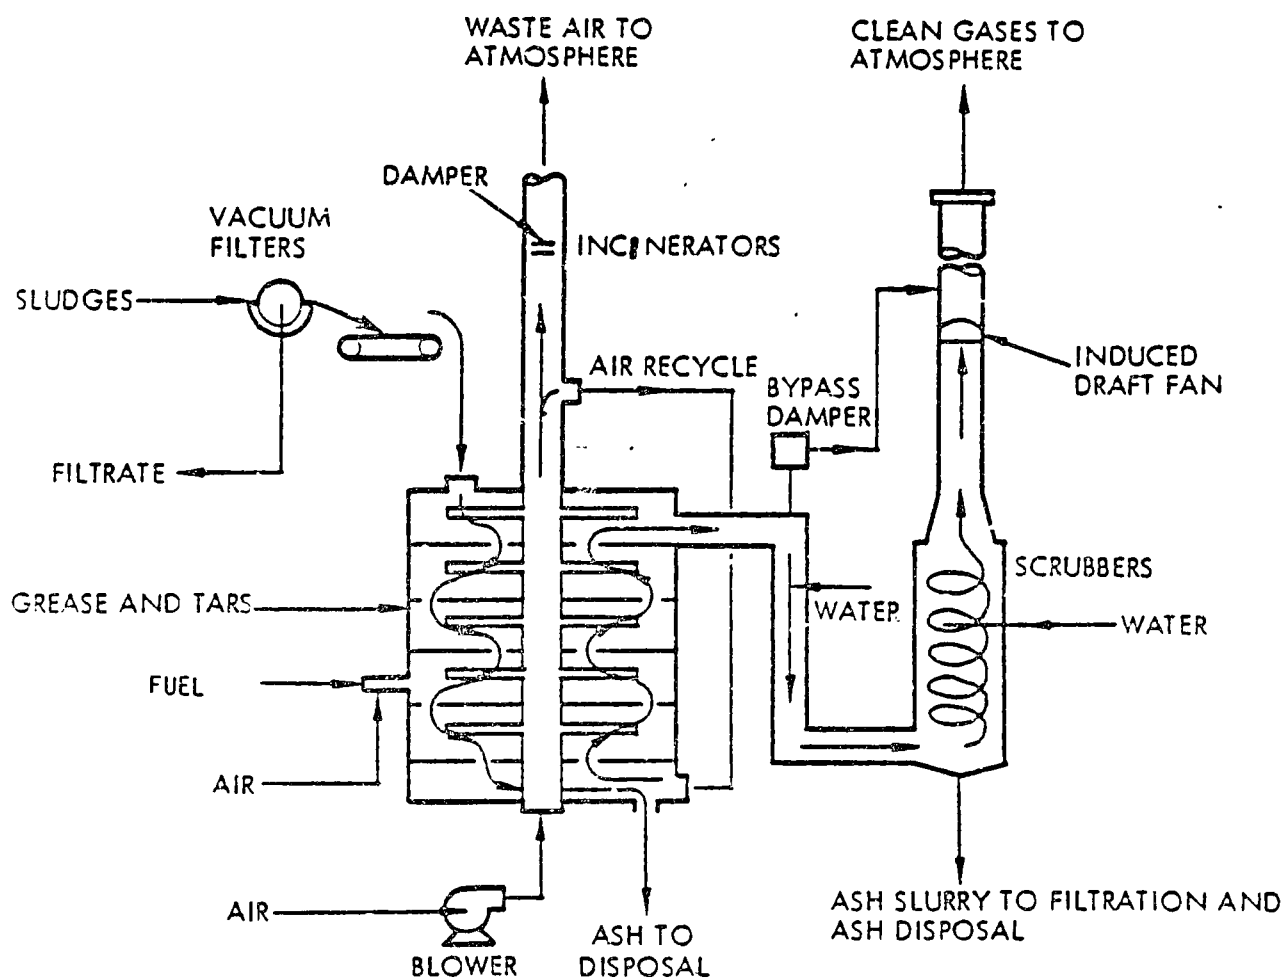 WASTE AIR TO
ATMOSPHERE
CLEAN GASES TO
ATMOSPHERE
DAMPER
VACUUM
FILTERS
INCINERATORS
SLUDGES
AIR RECYCLE
BYPASS
DAMPER
INDUCED
DRAFT FAN
FILTRATE
SCRUBBERS
GREASE AND TARS
WATER
WATER
FUEL
AIR
AIR
BLOWER
ASH TO
DISPOSAL
ASH SLURRY TO FILTRATION AND
ASH DISPOSAL